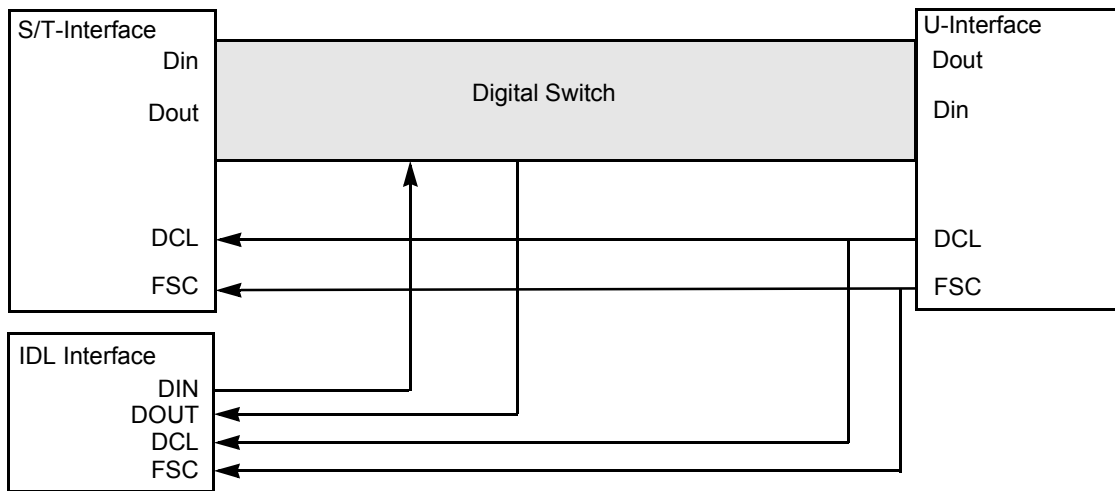 S/T-Interface
Din
Dout
DCL
FSC
Digital Switch
U-Interface
Dout
Din
DCL
FSC
IDL Interface
DIN
DOUT
DCL
FSC